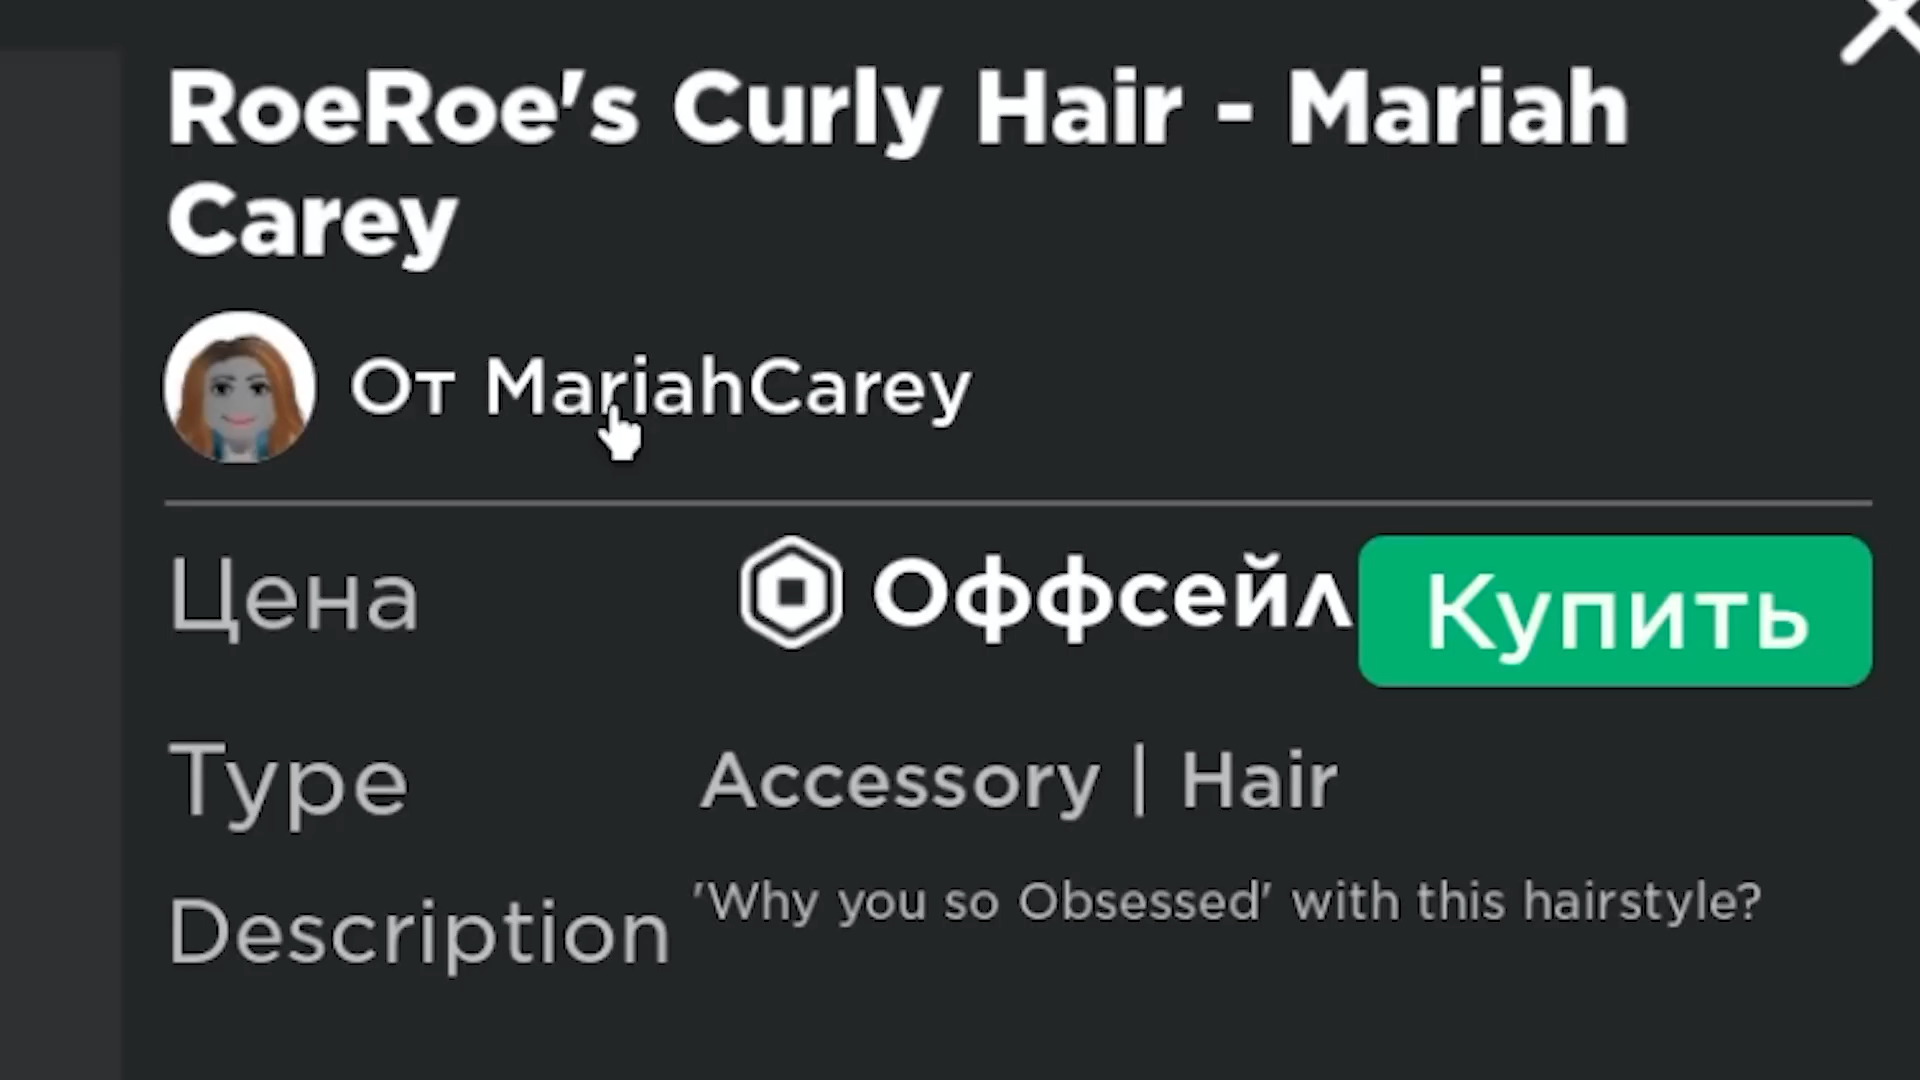 RoeRoe's Curly Hair - Mariah
Carey
От MariahCarey
Цена
Оффсейл
Купить
Type
Accessory | Hair
Description
'Why you so Obsessed' with this hairstyle?